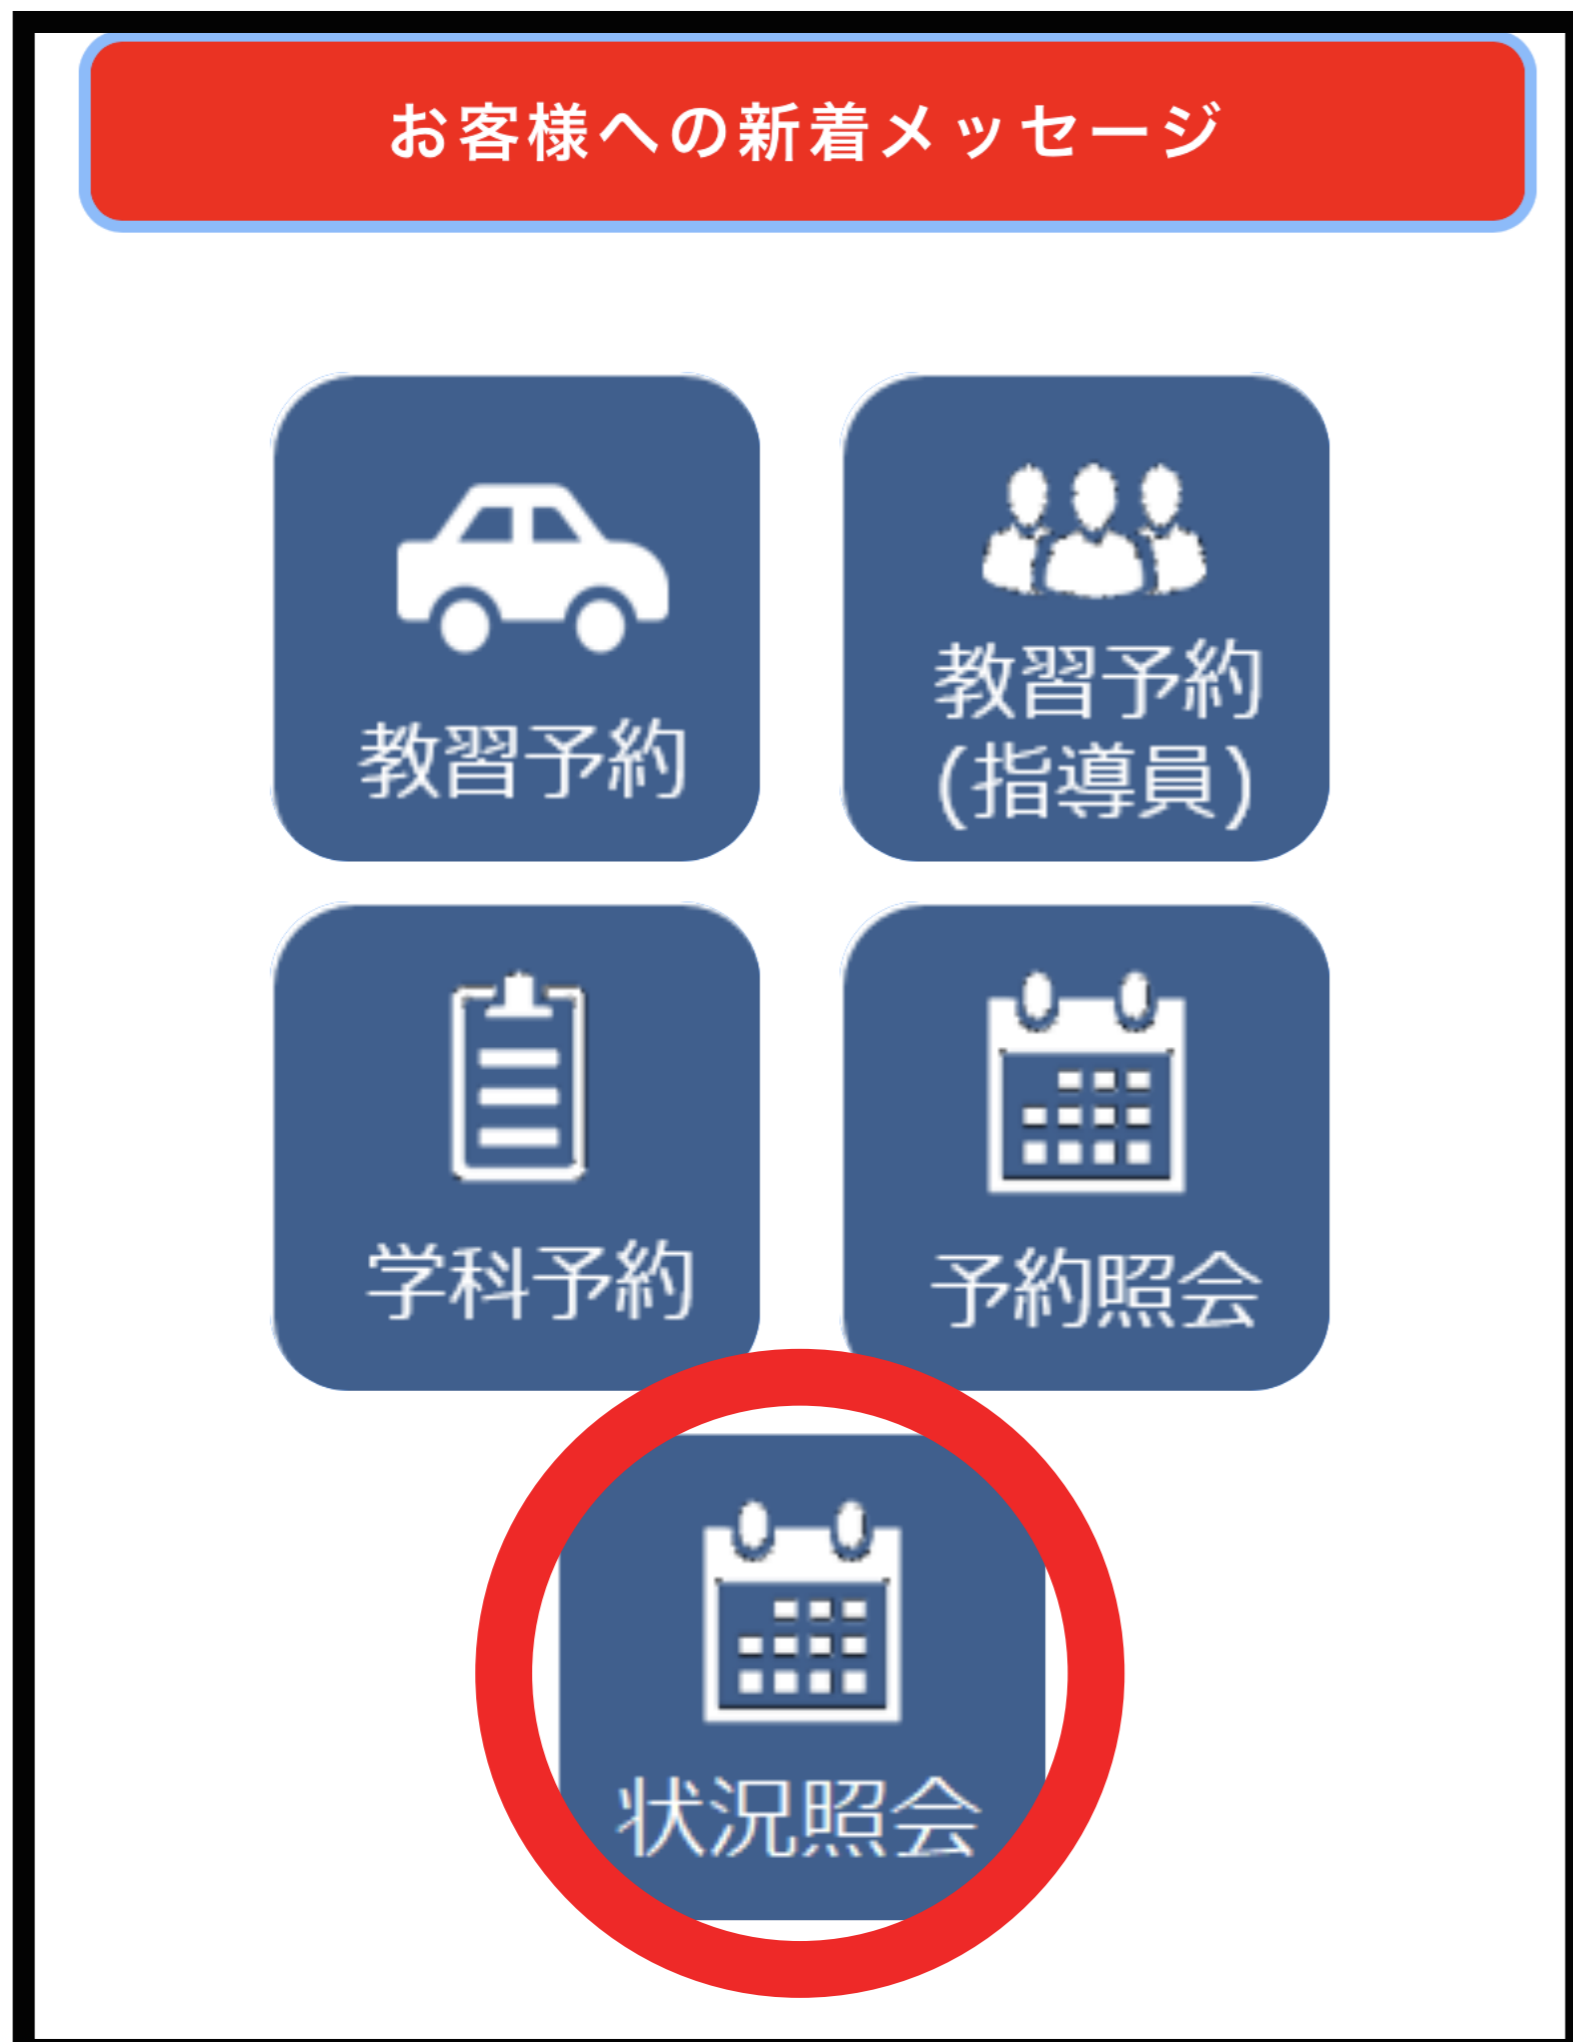 お客様への新着メッセージ
教習予約
教習予約
(指導員)
学科予約
予約照会
状況照会